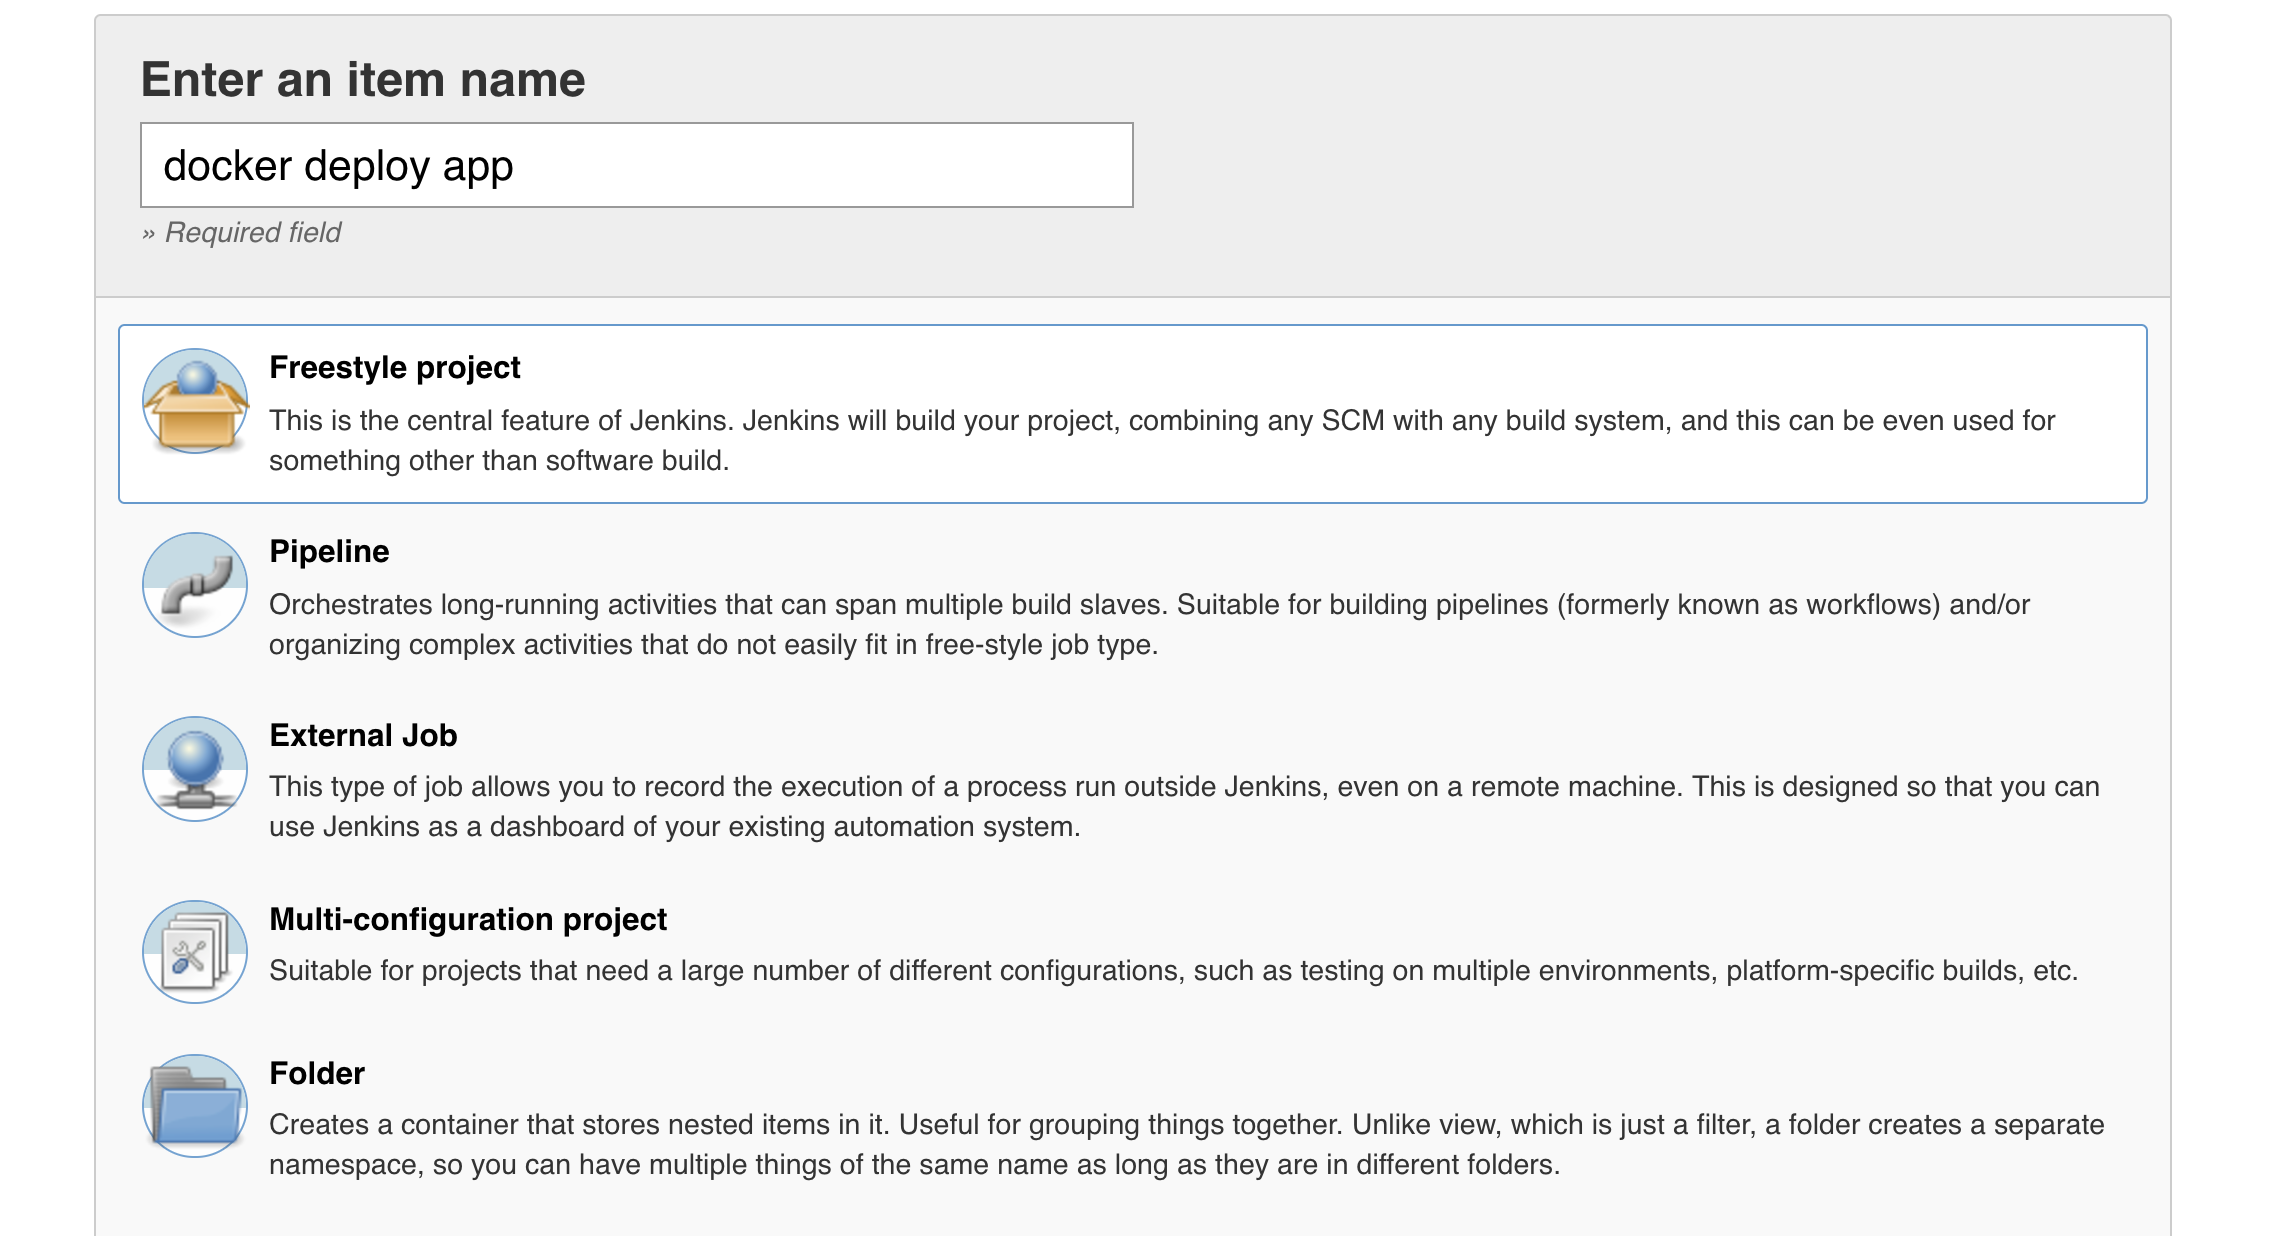 Enter an item name
docker deploy app
» Required field
Freestyle project
This is the central feature of Jenkins. Jenkins will build your project, combining any SCM with any build system, and this can be even used for
something other than software build.
Pipeline
Orchestrates long-running activities that can span multiple build slaves. Suitable for building pipelines (formerly known as workflows) and/or
organizing complex activities that do not easily fit in free-style job type.
External Job
This type of job allows you to record the execution of a process run outside Jenkins, even on a remote machine. This is designed so that you can
use Jenkins as a dashboard of your existing automation system.
Multi-configuration project
Suitable for projects that need a large number of different configurations, such as testing on multiple environments, platform-specific builds, etc.
Folder
Creates a container that stores nested items in it. Useful for grouping things together. Unlike view, which is just a filter, a folder creates a separate
namespace, so you can have multiple things of the same name as long as they are in different folders.